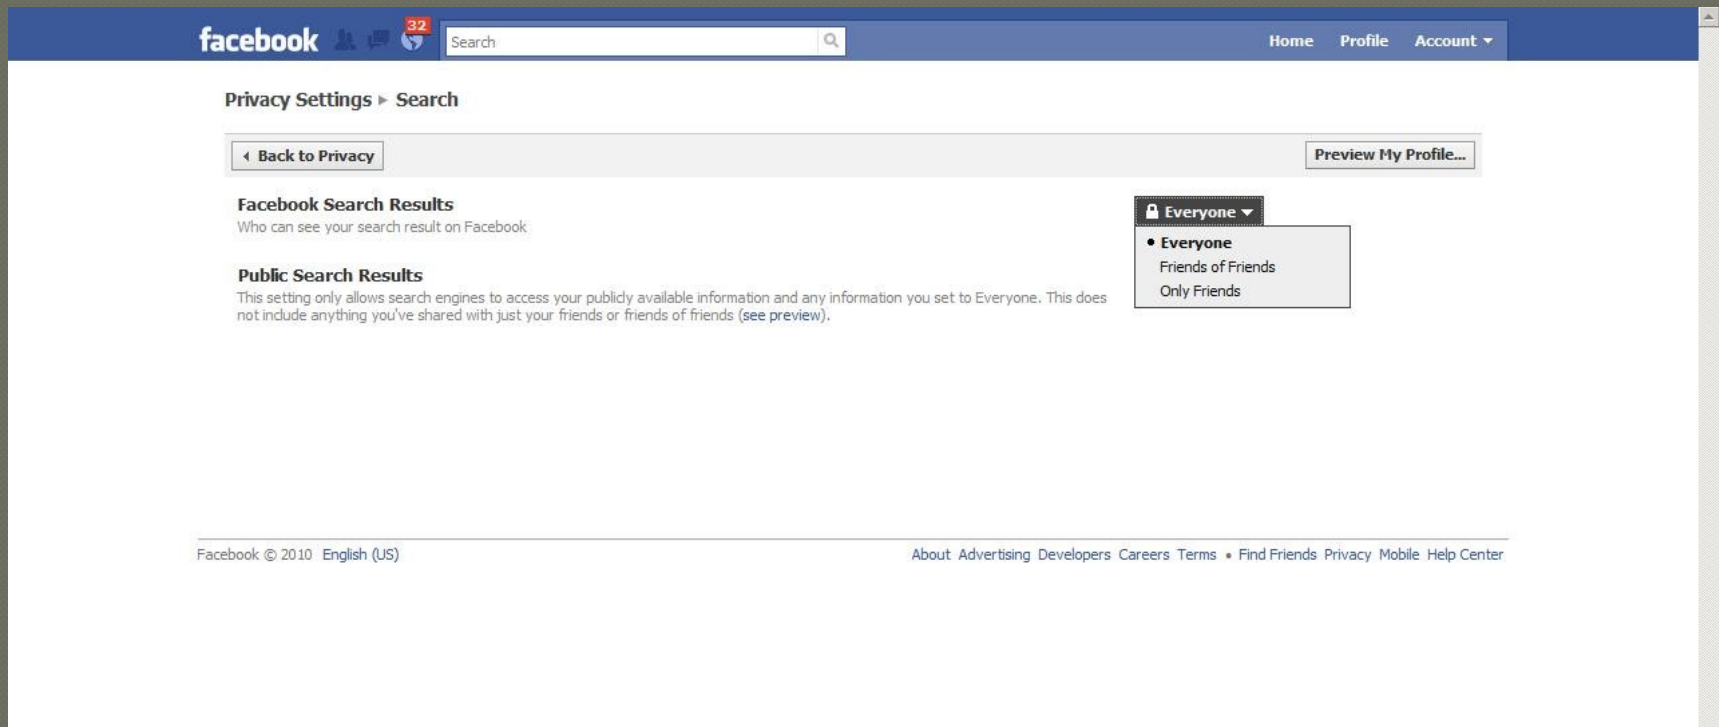 facebook 32 Search Home Profile Account
Privacy Settings ▸ Search
Back to Privacy Preview My Profile...
Facebook Search Results
Who can see your search result on Facebook
Everyone
• Everyone
Friends of Friends
Only Friends
Public Search Results
This setting only allows search engines to access your publicly available information and any information you set to Everyone. This does
not include anything you've shared with just your friends or friends of friends (see preview).
Facebook © 2010 English (US) About Advertising Developers Careers Terms • Find Friends Privacy Mobile Help Center